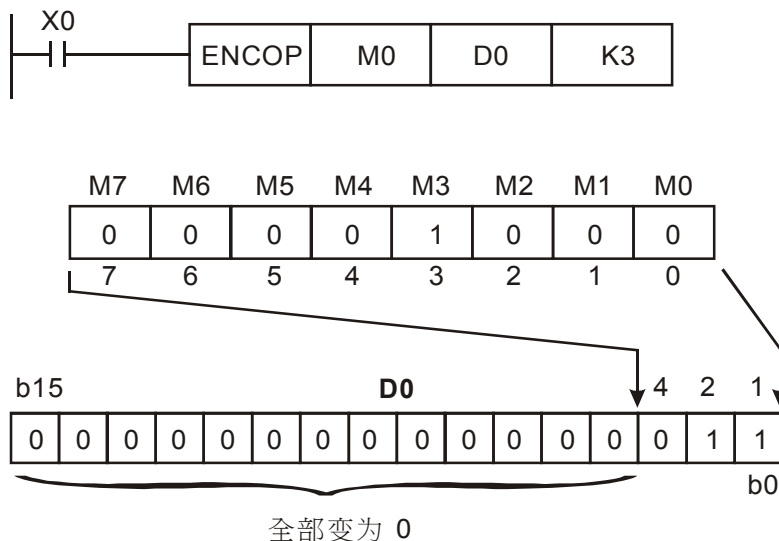 X0
ENCOP M0 D0 K3
M7 M6 M5 M4 M3 M2 M1 M0
0 0 0 0 1 0 0 0
7 6 5 4 3 2 1 0
b15 D0 4 2 1
0 0 0 0 0 0 0 0 0 0 0 0 0 0 1 1
b0
全部变为 0